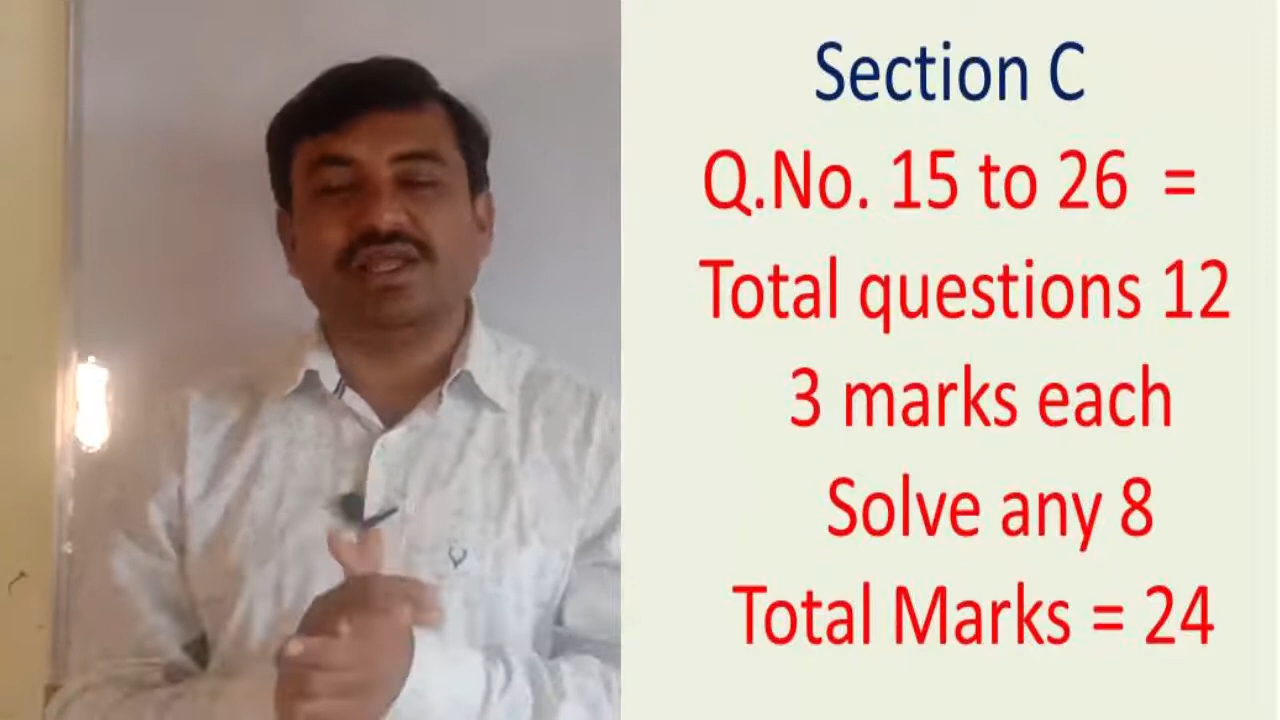 Section C
Q.No. 15 to 26 =
Total questions 12
3 marks each
Solve any 8
Total Marks = 24